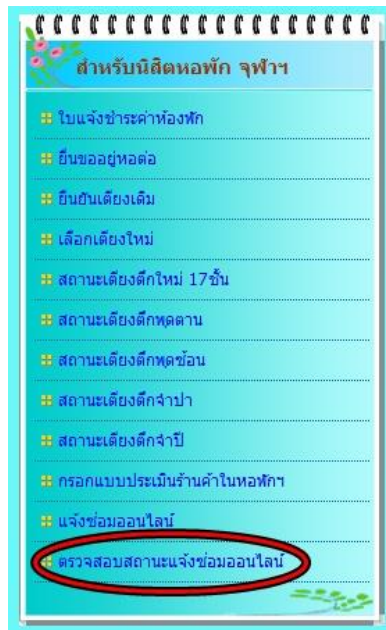 สำหรับนิสิตหอพัก จุฬาฯ
ใบแจ้งชำระค่าห้องพัก
ยื่นขออยู่หอต่อ
ยืนยันเตียงเดิม
เลือกเตียงใหม่
สถานะเตียงตึกใหม่ 17ชั้น
สถานะเตียงตึกพุดตาน
สถานะเตียงตึกพุดซ้อน
สถานะเตียงตึกจำปา
สถานะเตียงตึกจำปี
กรอกแบบประเมินร้านค้าในหอพักฯ
แจ้งซ่อมออนไลน์
ตรวจสอบสถานะแจ้งซ่อมออนไลน์